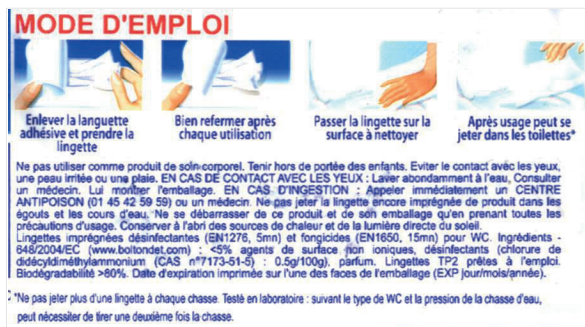 MODE D'EMPLOI
Enlever la languette
adhésive et prendre la
lingette
Bien refermer après
chaque utilisation
Passer la lingette sur la
surface à nettoyer
Après usage peut se
jeter dans les toilettes*
Ne pas utiliser comme produit de soin corporel. Tenir hors de portée des enfants. Eviter le contact avec les yeux,
une peau irritée ou une plaie. EN CAS DE CONTACT AVEC LES YEUX : Laver abondamment à l'eau, Consulter
un médecin. Lui montrer l'emballage. EN CAS D'INGESTION : Appeler immédiatement un CENTRE
ANTIPOISON (01 45 42 59 59) ou un médecin. Ne pas jeter la lingette encore imprégnée de produit dans les
égouts et les cours d'eau. Ne se débarrasser de ce produit et de son emballage qu'en prenant toutes les
précautions d'usage. Conserver à l'abri des sources de chaleur et de la lumière directe du soleil.
Lingettes imprégnées désinfectantes (EN1276, 5mn) et fongicides (EN1650, 15mn) pour WC. Ingrédients -
648/2004/EC (www.boltondet.com) : <5% agents de surface non ioniques, désinfectants (chlorure de
didécyldiméthylammonium (CAS n°7173-51-5) : 0.5g/100g), parfum. Lingettes TP2 prêtes à l'emploi.
Biodégradabilité >80%. Date d'expiration imprimée sur l'une des faces de l'emballage (EXP jour/mois/année).
*Ne pas jeter plus d'une lingette à chaque chasse. Testé en laboratoire : suivant le type de WC et la pression de la chasse d'eau,
peut nécessiter de tirer une deuxième fois la chasse.